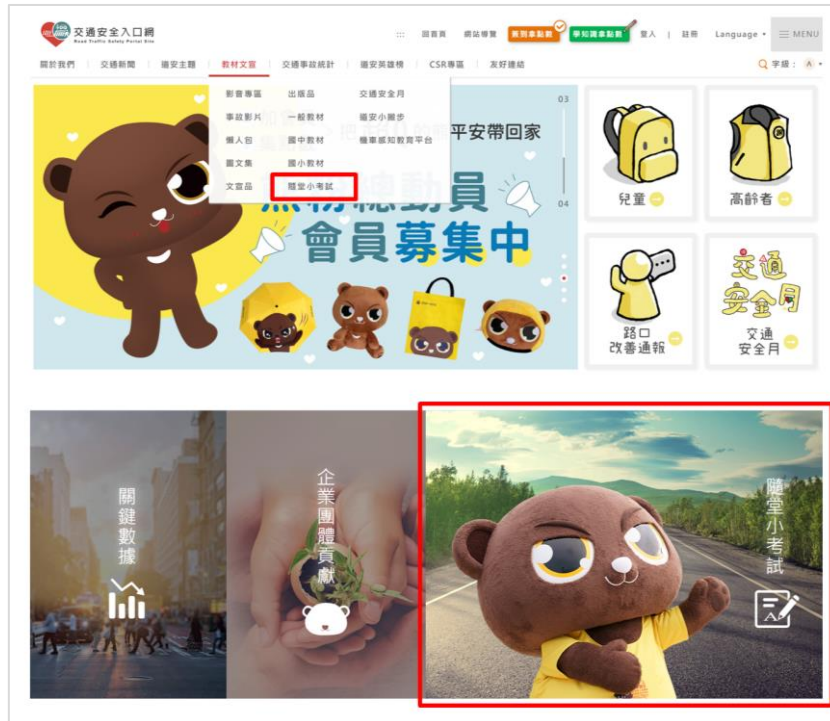 交通安全入口網
Road Traffic Safety Portal Site
:::
回首頁
網站導覽
簽到拿點數
學知識拿點數
登入 | 註冊
Language
MENU
關於我們
交通新聞
道安主題
教材文宣
交通事故統計
道安英雄榜
CSR專區
友好連結
字級：
A
影音專區
出版品
交通安全月
事故影片
一般教材
道安小撇步
懶人包
國中教材
機車感知教育平台
圖文集
國小教材
文宣品
隨堂小考試
平安帶回家
總動員
會員募集中
03
04
兒童
高齡者
路口
改善通報
交通
安全月
交通
安全月
關鍵數據
企業團體貢獻
隨堂小考試
A+